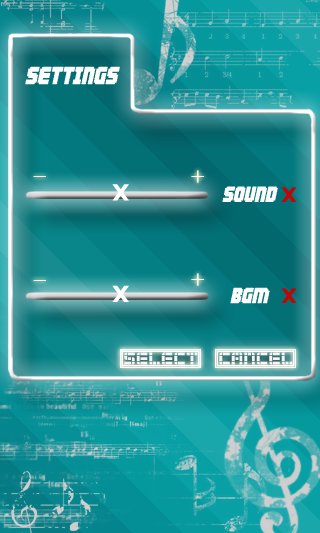 SETTINGS
− +
X SOUND X
− +
X BGM X
SELECT CANCEL